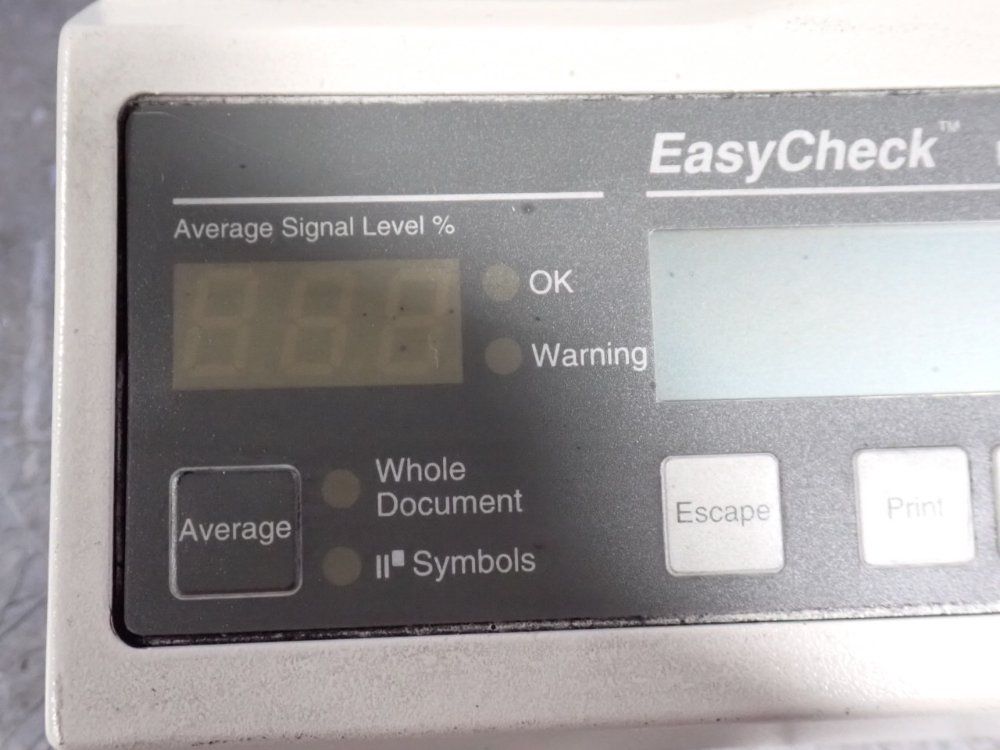 EasyCheck™
Average Signal Level %
OK
Warning
Average
Whole
Document
Symbols
Escape
Print